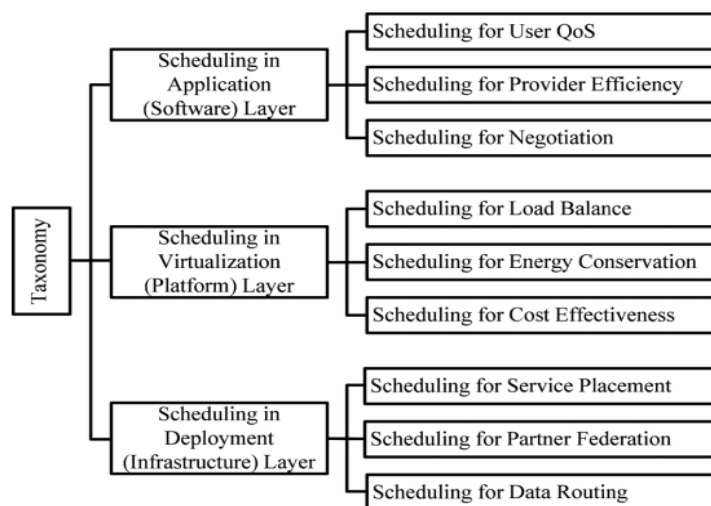 Taxonomy
Scheduling in
Application
(Software) Layer
Scheduling for User QoS
Scheduling for Provider Efficiency
Scheduling for Negotiation
Scheduling in
Virtualization
(Platform) Layer
Scheduling for Load Balance
Scheduling for Energy Conservation
Scheduling for Cost Effectiveness
Scheduling in
Deployment
(Infrastructure) Layer
Scheduling for Service Placement
Scheduling for Partner Federation
Scheduling for Data Routing